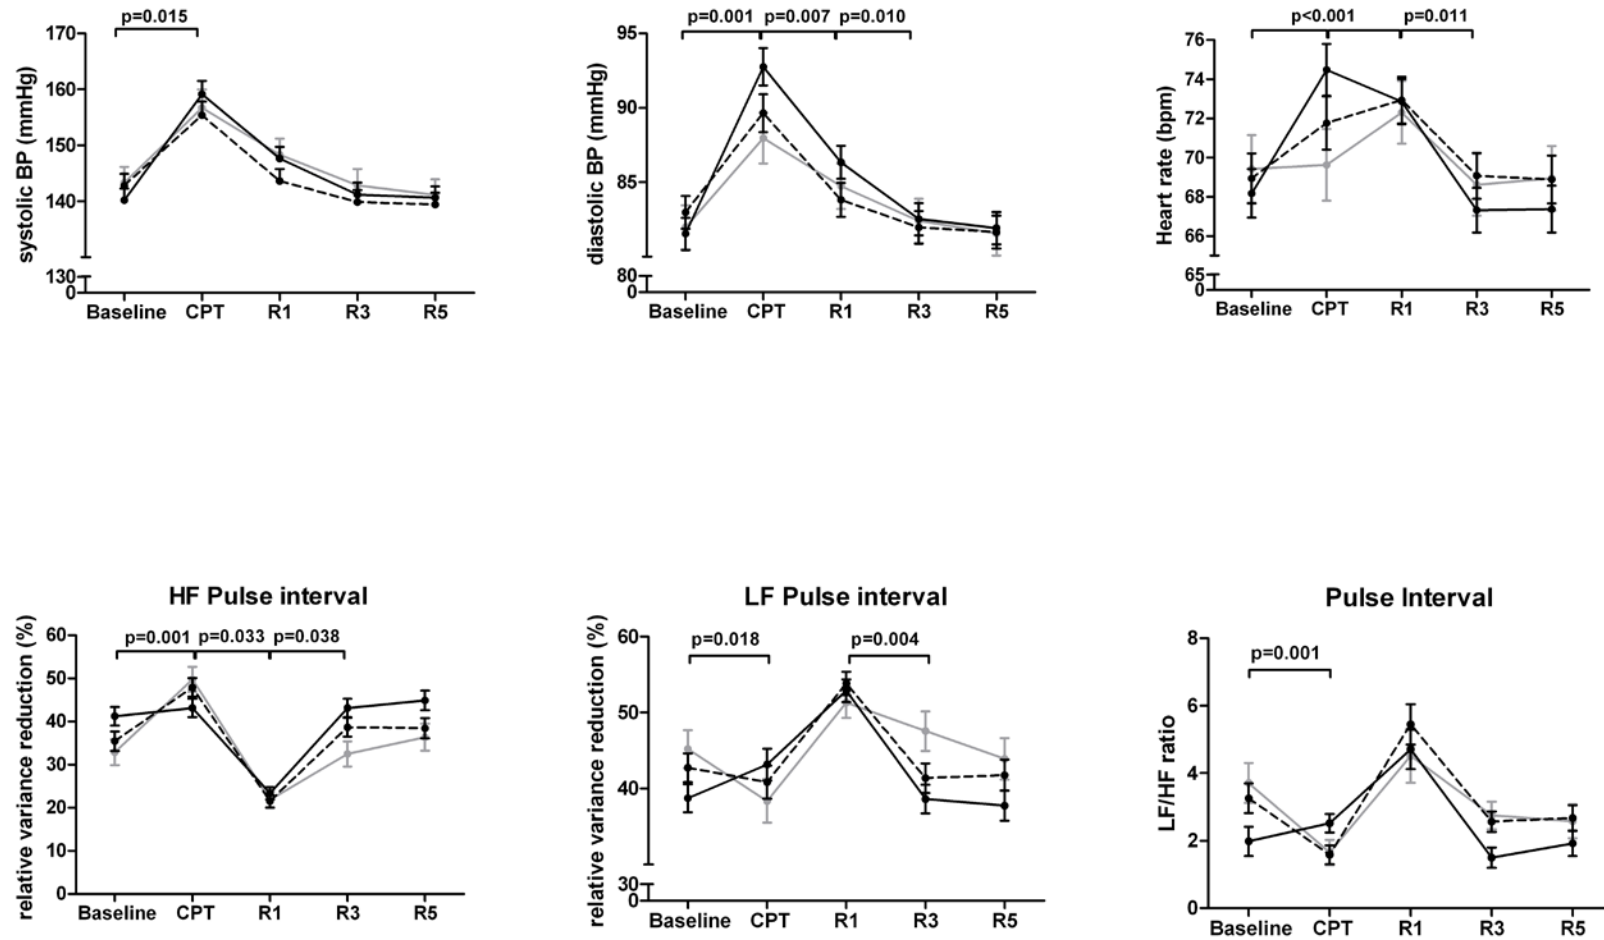 p=0.015
170
160
150
140
130
0
systolic BP (mmHg)
Baseline CPT R1 R3 R5
p=0.001 p=0.007 p=0.010
95
90
85
80
0
diastolic BP (mmHg)
Baseline CPT R1 R3 R5
p<0.001 p=0.011
76
74
72
70
68
66
65
0
Heart rate (bpm)
Baseline CPT R1 R3 R5
HF Pulse interval
p=0.001 p=0.033 p=0.038
60
50
40
30
20
10
0
relative variance reduction (%)
Baseline CPT R1 R3 R5
LF Pulse interval
p=0.018 p=0.004
60
50
40
30
0
relative variance reduction (%)
Baseline CPT R1 R3 R5
Pulse Interval
p=0.001
8
6
4
2
0
LF/HF ratio
Baseline CPT R1 R3 R5